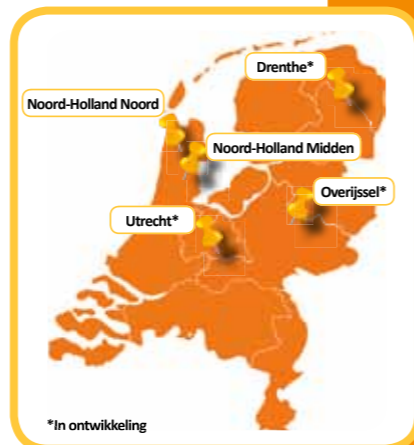 Drenthe*
Noord-Holland Noord
Noord-Holland Midden
Overijssel*
Utrecht*
*In ontwikkeling